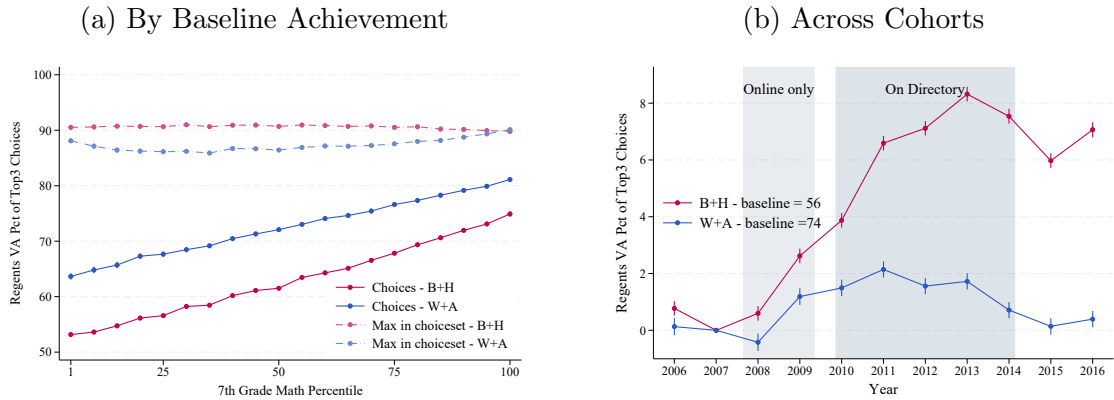 (a) By Baseline Achievement
Regents VA Pct of Top3 Choices
100
90
80
70
60
50
Choices - B+H
Choices - W+A
Max in choiceset - B+H
Max in choiceset - W+A
1
25
50
75
100
7th Grade Math Percentile
(b) Across Cohorts
Regents VA Pct of Top3 Choices
8
6
4
2
0
Online only
On Directory
B+H - baseline = 56
W+A - baseline =74
2006 2007 2008 2009 2010 2011 2012 2013 2014 2015 2016
Year